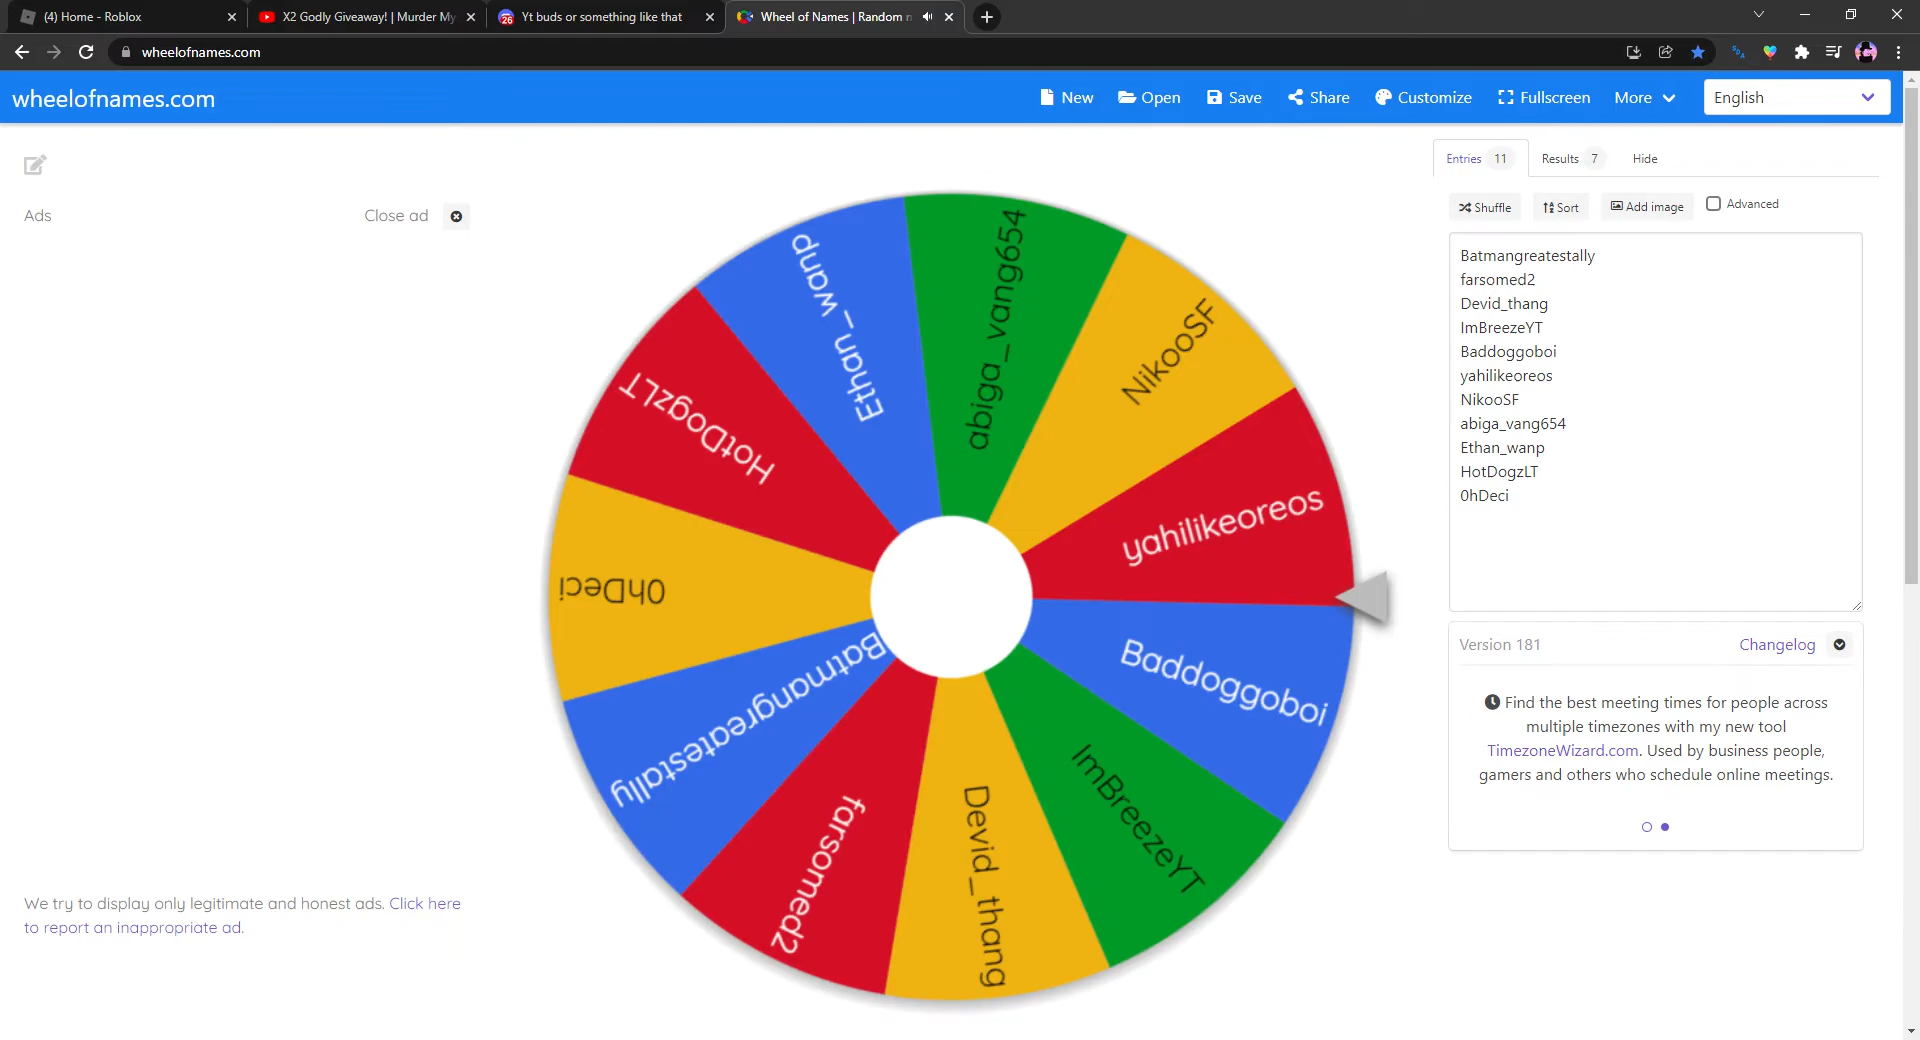 (4) Home - Roblox
X2 Godly Giveaway! | Murder My
Yt buds or something like that
Wheel of Names | Random n
wheelofnames.com
wheelofnames.com
New
Open
Save
Share
Customize
Fullscreen
More
English
Ads
Close ad
We try to display only legitimate and honest ads. Click here
to report an inappropriate ad.
abiga_vang654
NikooSF
yahilikeoreos
Baddoggoboi
ImBreezeYT
Devid_thang
farsomed2
Batmangreatestally
0hDeci
HotDogzLT
Ethan_wanp
Entries 11
Results 7
Hide
Shuffle
Sort
Add image
Advanced
Batmangreatestally
farsomed2
Devid_thang
ImBreezeYT
Baddoggoboi
yahilikeoreos
NikooSF
abiga_vang654
Ethan_wanp
HotDogzLT
0hDeci
Version 181
Changelog
Find the best meeting times for people across
multiple timezones with my new tool
TimezoneWizard.com. Used by business people,
gamers and others who schedule online meetings.